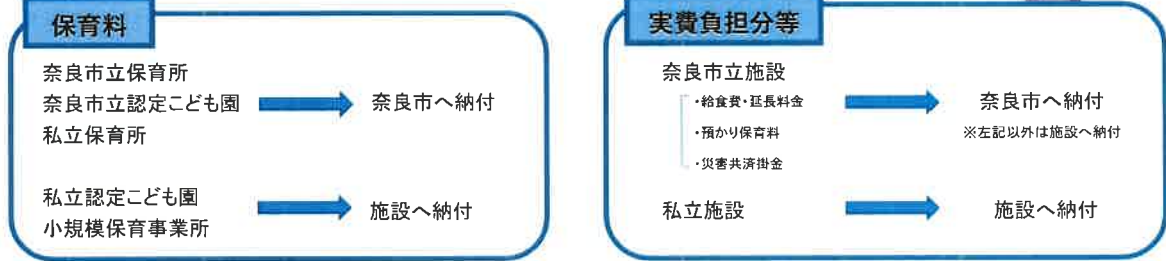 保育料
奈良市立保育所
奈良市立認定こども園
私立保育所
奈良市へ納付
私立認定こども園
小規模保育事業所
施設へ納付
実費負担分等
奈良市立施設
・給食費・延長料金
・預かり保育料
・災害共済掛金
奈良市へ納付
※左記以外は施設へ納付
私立施設
施設へ納付